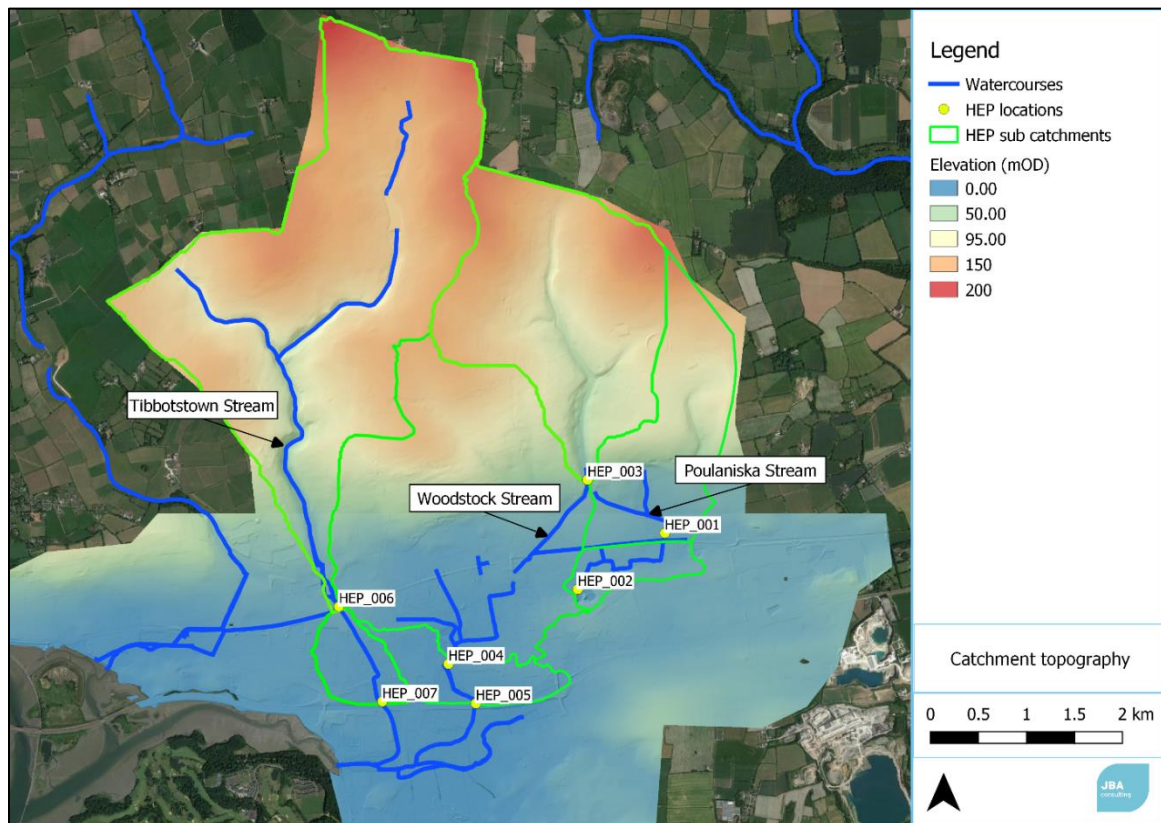 Legend
Watercourses
HEP locations
HEP sub catchments
Elevation (mOD)
0.00
50.00
95.00
150
200
Tibbotstown Stream
HEP_003
Poulaniska Stream
Woodstock Stream
HEP_001
HEP_002
HEP_006
HEP_004
HEP_007
HEP_005
Catchment topography
0 0.5 1 1.5 2 km
JBA
consulting